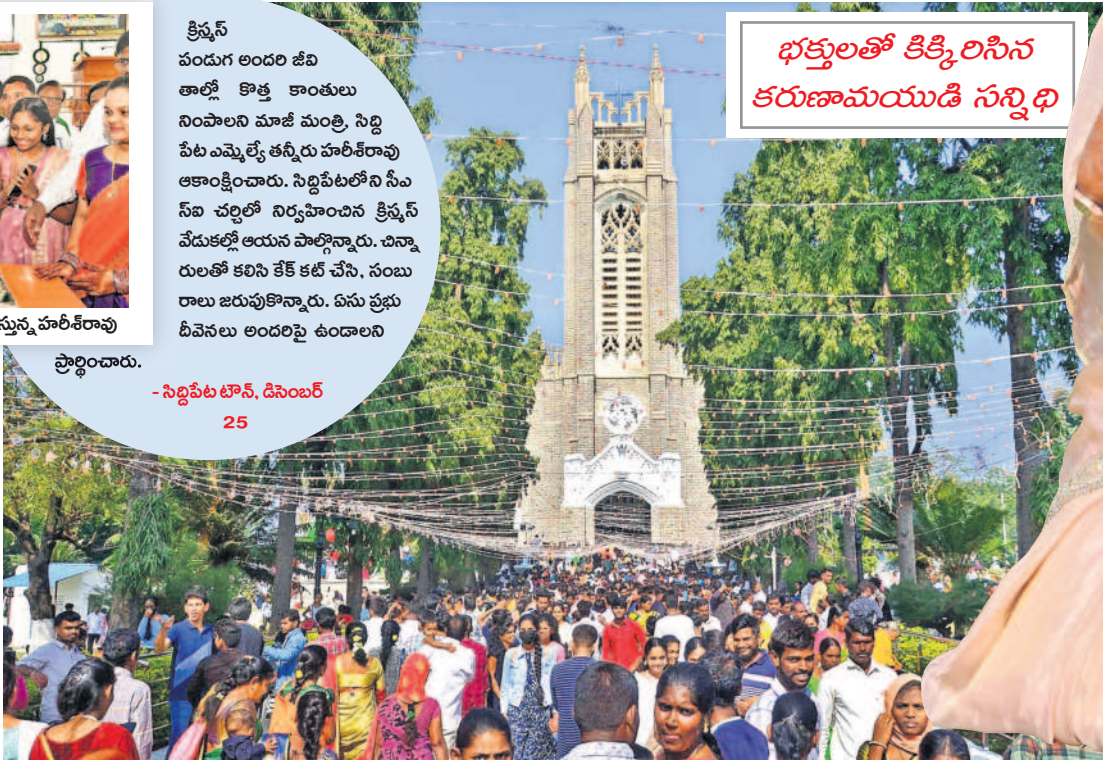 క్రిస్మస్
పండుగ అందరి జీవి
తాల్లో కొత్త కాంతులు
నింపాలని మాజీ మంత్రి, సిద్ది
పేట ఎమ్మెల్యే తన్నీరు హరీశ్‌రావు
ఆకాంక్షించారు. సిద్దిపేటలోని సీఎ
స్ఐ చర్చిలో నిర్వహించిన క్రిస్మస్
వేడుకల్లో ఆయన పాల్గొన్నారు. చిన్నా
రులతో కలిసి కేక్ కట్ చేసి, సంబు
రాలు జరుపుకొన్నారు. ఏసు ప్రభు
దీవెనలు అందరిపై ఉండాలని
ప్రార్థించారు.
- సిద్దిపేట టౌన్, డిసెంబర్
25
స్తున్న హరీశ్‌రావు
భక్తులతో కిక్కిరిసిన
కరుణామయుడి సన్నిధి